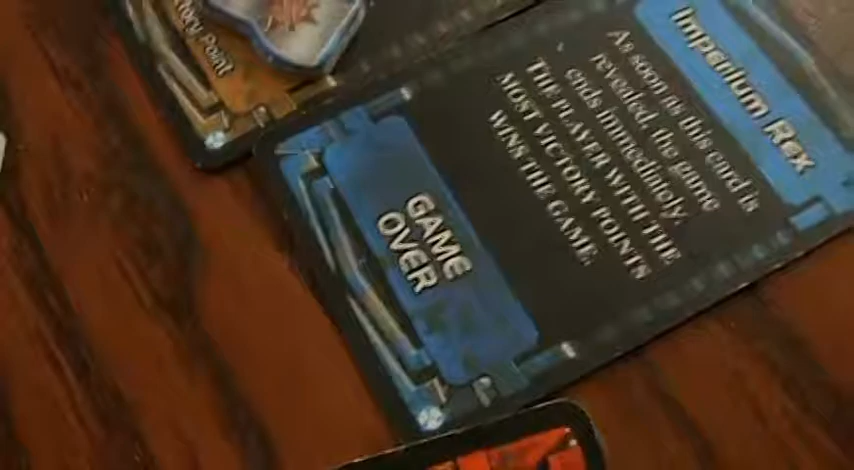 Imperium Rex
As soon as this card is
revealed, the game
ends immediately.
THE PLAYER WITH THE
MOST VICTORY POINTS
WINS THE GAME.
GAME
OVER
Point